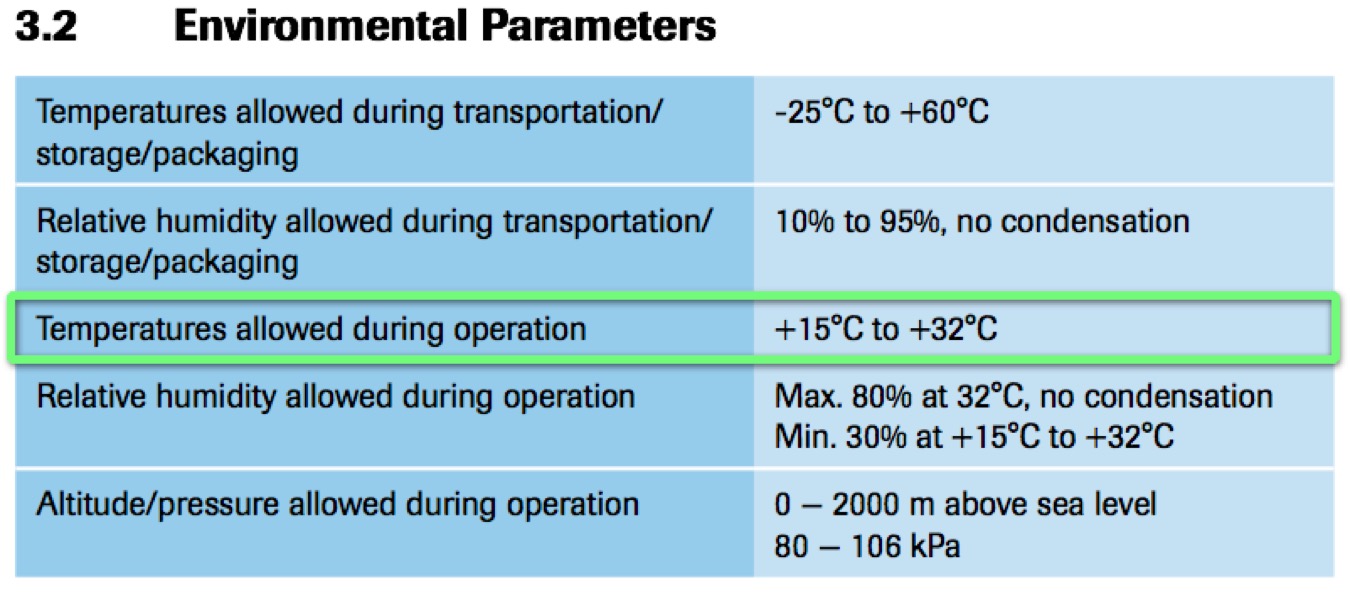 3.2 Environmental Parameters
Temperatures allowed during transportation/
storage/packaging
-25°C to +60°C
Relative humidity allowed during transportation/
storage/packaging
10% to 95%, no condensation
Temperatures allowed during operation
+15°C to +32°C
Relative humidity allowed during operation
Max. 80% at 32°C, no condensation
Min. 30% at +15°C to +32°C
Altitude/pressure allowed during operation
0 – 2000 m above sea level
80 – 106 kPa